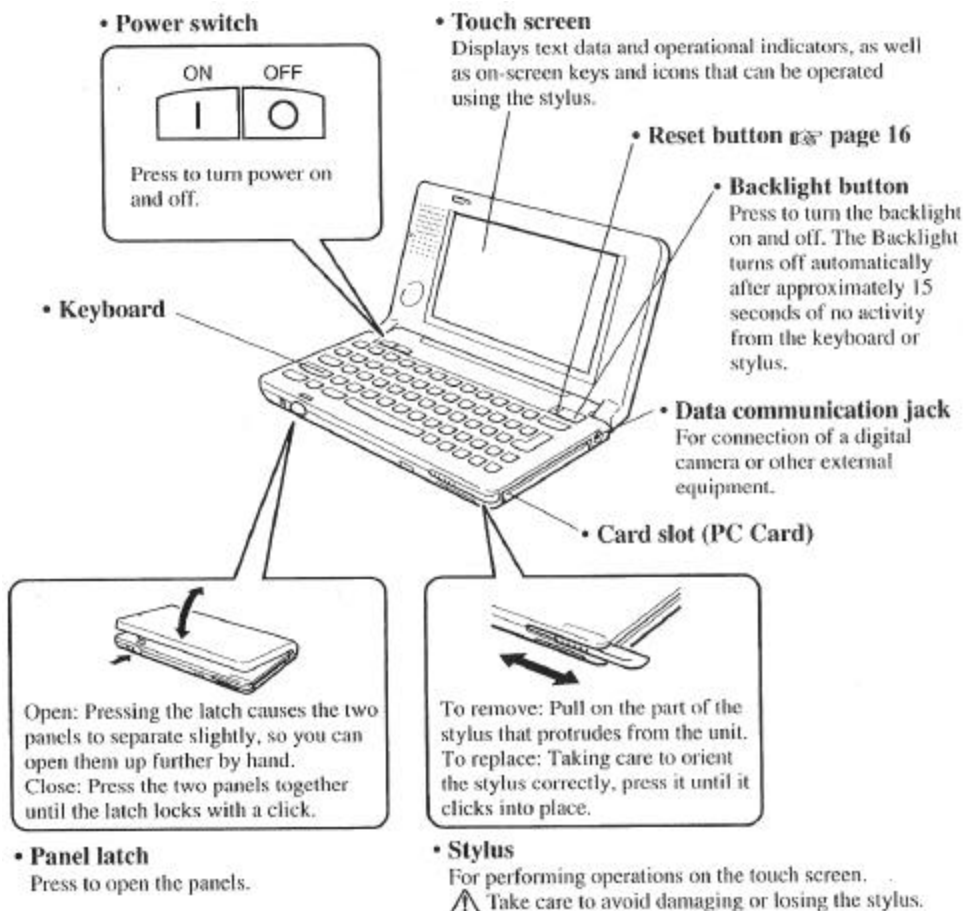 • Power switch
ON OFF
Press to turn power on
and off.
• Touch screen
Displays text data and operational indicators, as well
as on-screen keys and icons that can be operated
using the stylus.
• Reset button ☞ page 16
• Backlight button
Press to turn the backlight
on and off. The Backlight
turns off automatically
after approximately 15
seconds of no activity
from the keyboard or
stylus.
• Keyboard
• Data communication jack
For connection of a digital
camera or other external
equipment.
• Card slot (PC Card)
Open: Pressing the latch causes the two
panels to separate slightly, so you can
open them up further by hand.
Close: Press the two panels together
until the latch locks with a click.
• Panel latch
Press to open the panels.
To remove: Pull on the part of the
stylus that protrudes from the unit.
To replace: Taking care to orient
the stylus correctly, press it until it
clicks into place.
• Stylus
For performing operations on the touch screen.
⚠ Take care to avoid damaging or losing the stylus.